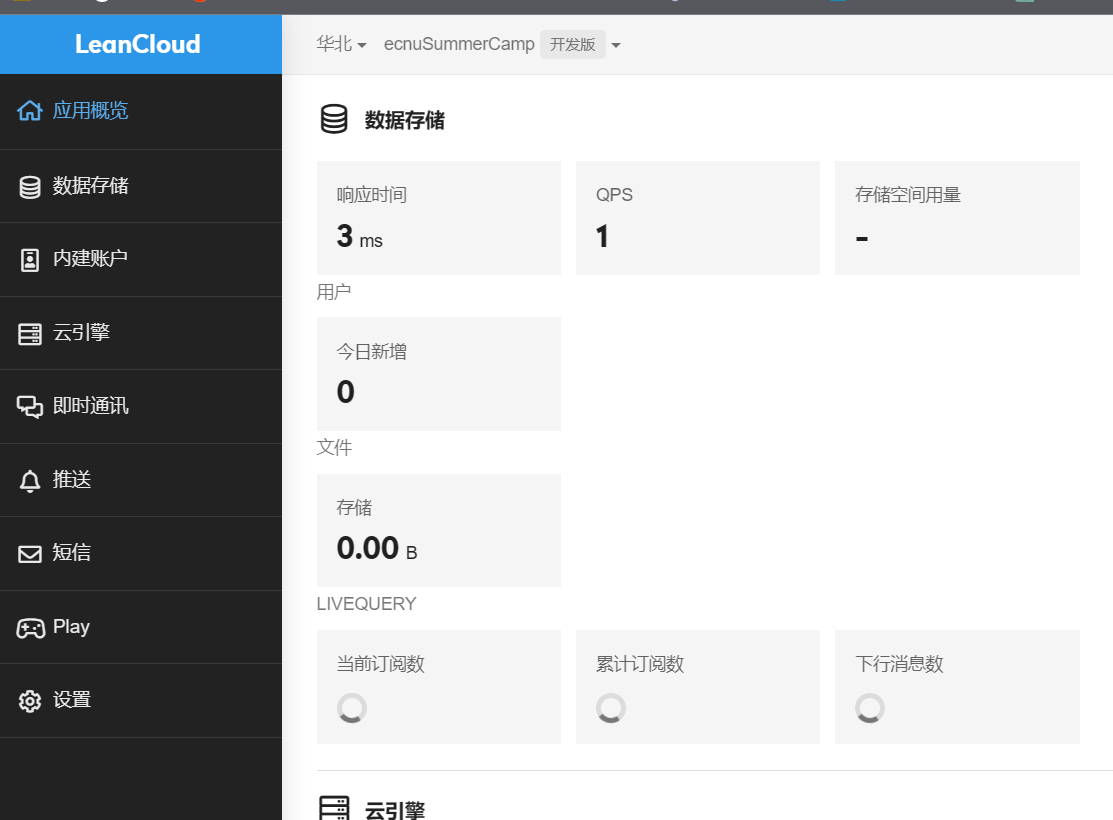 LeanCloud
华北
ecnuSummerCamp 开发版
应用概览
数据存储
内建账户
云引擎
即时通讯
推送
短信
Play
设置
数据存储
响应时间
3 ms
QPS
1
存储空间用量
-
用户
今日新增
0
文件
存储
0.00 B
LIVEQUERY
当前订阅数
累计订阅数
下行消息数
云引擎